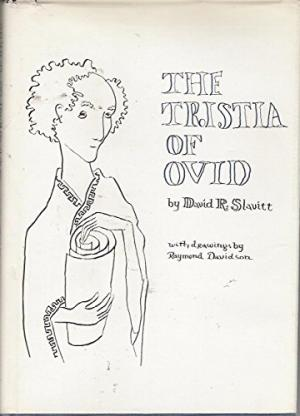 THE
TRISTIA
OF
OVID
by David R. Slavitt
with drawings by
Raymond Davidson